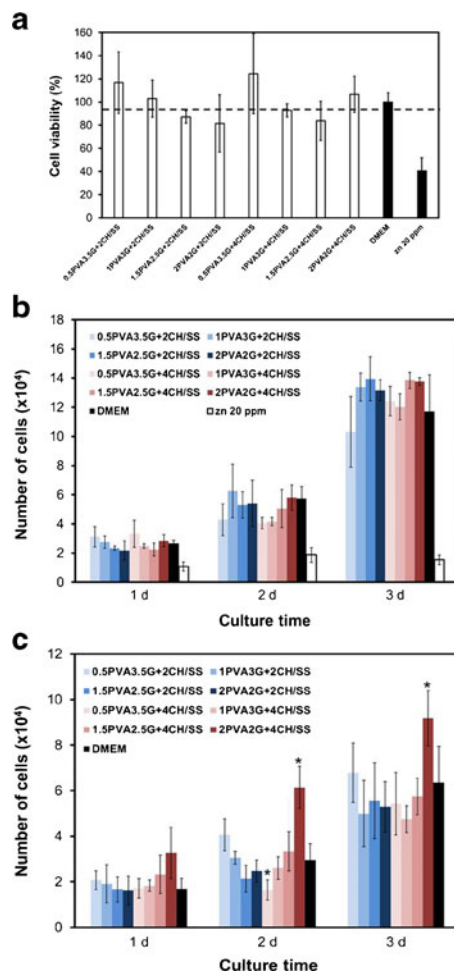 a
Cell viability (%)
160
140
120
100
80
60
40
20
0
0.5PVA3.5G+2CH/SS
1PVA3G+2CH/SS
1.5PVA2.5G+2CH/SS
2PVA2G+2CH/SS
0.5PVA3.5G+4CH/SS
1PVA3G+4CH/SS
1.5PVA2.5G+4CH/SS
2PVA2G+4CH/SS
DMEM
zn 20 ppm
b
Number of cells (x10⁴)
18
16
14
12
10
8
6
4
2
0
0.5PVA3.5G+2CH/SS 1PVA3G+2CH/SS
1.5PVA2.5G+2CH/SS 2PVA2G+2CH/SS
0.5PVA3.5G+4CH/SS 1PVA3G+4CH/SS
1.5PVA2.5G+4CH/SS 2PVA2G+4CH/SS
DMEM zn 20 ppm
1 d 2 d 3 d
Culture time
c
Number of cells (x10⁴)
12
10
8
6
4
2
0
0.5PVA3.5G+2CH/SS 1PVA3G+2CH/SS
1.5PVA2.5G+2CH/SS 2PVA2G+2CH/SS
0.5PVA3.5G+4CH/SS 1PVA3G+4CH/SS
1.5PVA2.5G+4CH/SS 2PVA2G+4CH/SS
DMEM
*
*
*
1 d 2 d 3 d
Culture time